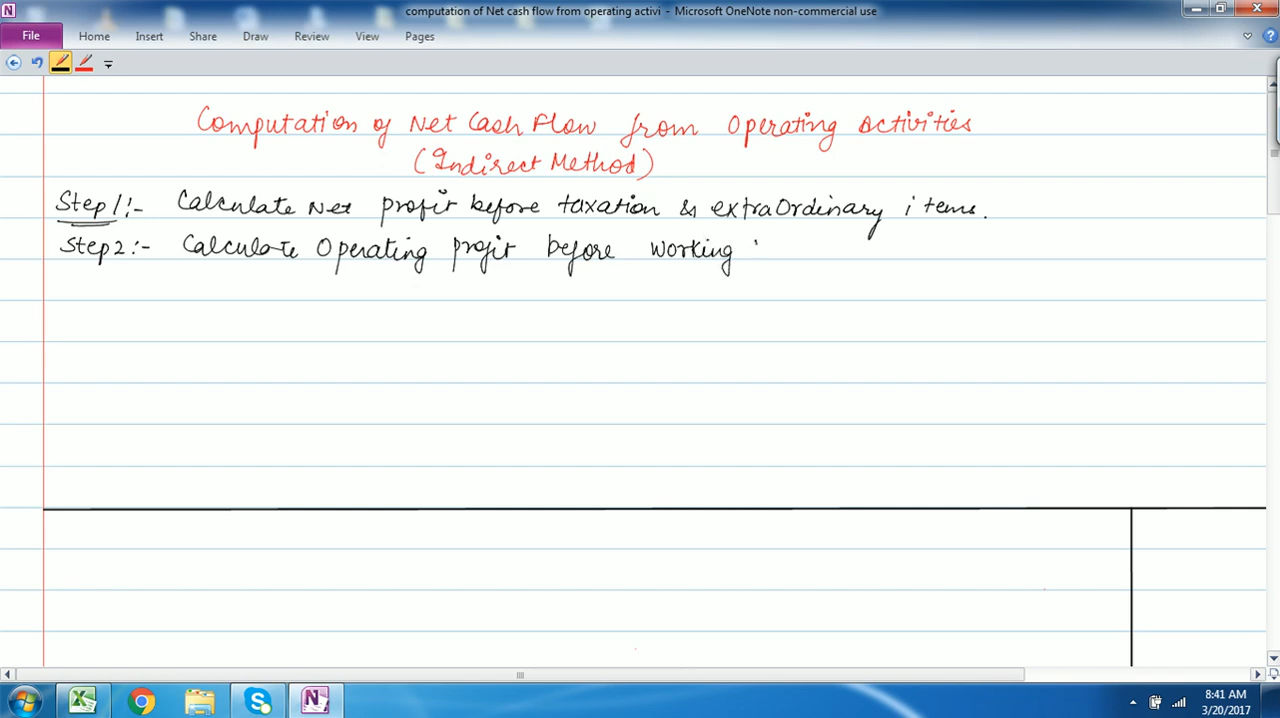 computation of Net cash flow from operating activi - Microsoft OneNote non-commercial use
File Home Insert Share Draw Review View Pages
Computation of Net Cash Flow from Operating Activities
(Indirect Method)
Step 1:- Calculate Net profit before taxation & extraOrdinary items.
Step 2:- Calculate Operating profit before working
8:41 AM
3/20/2017